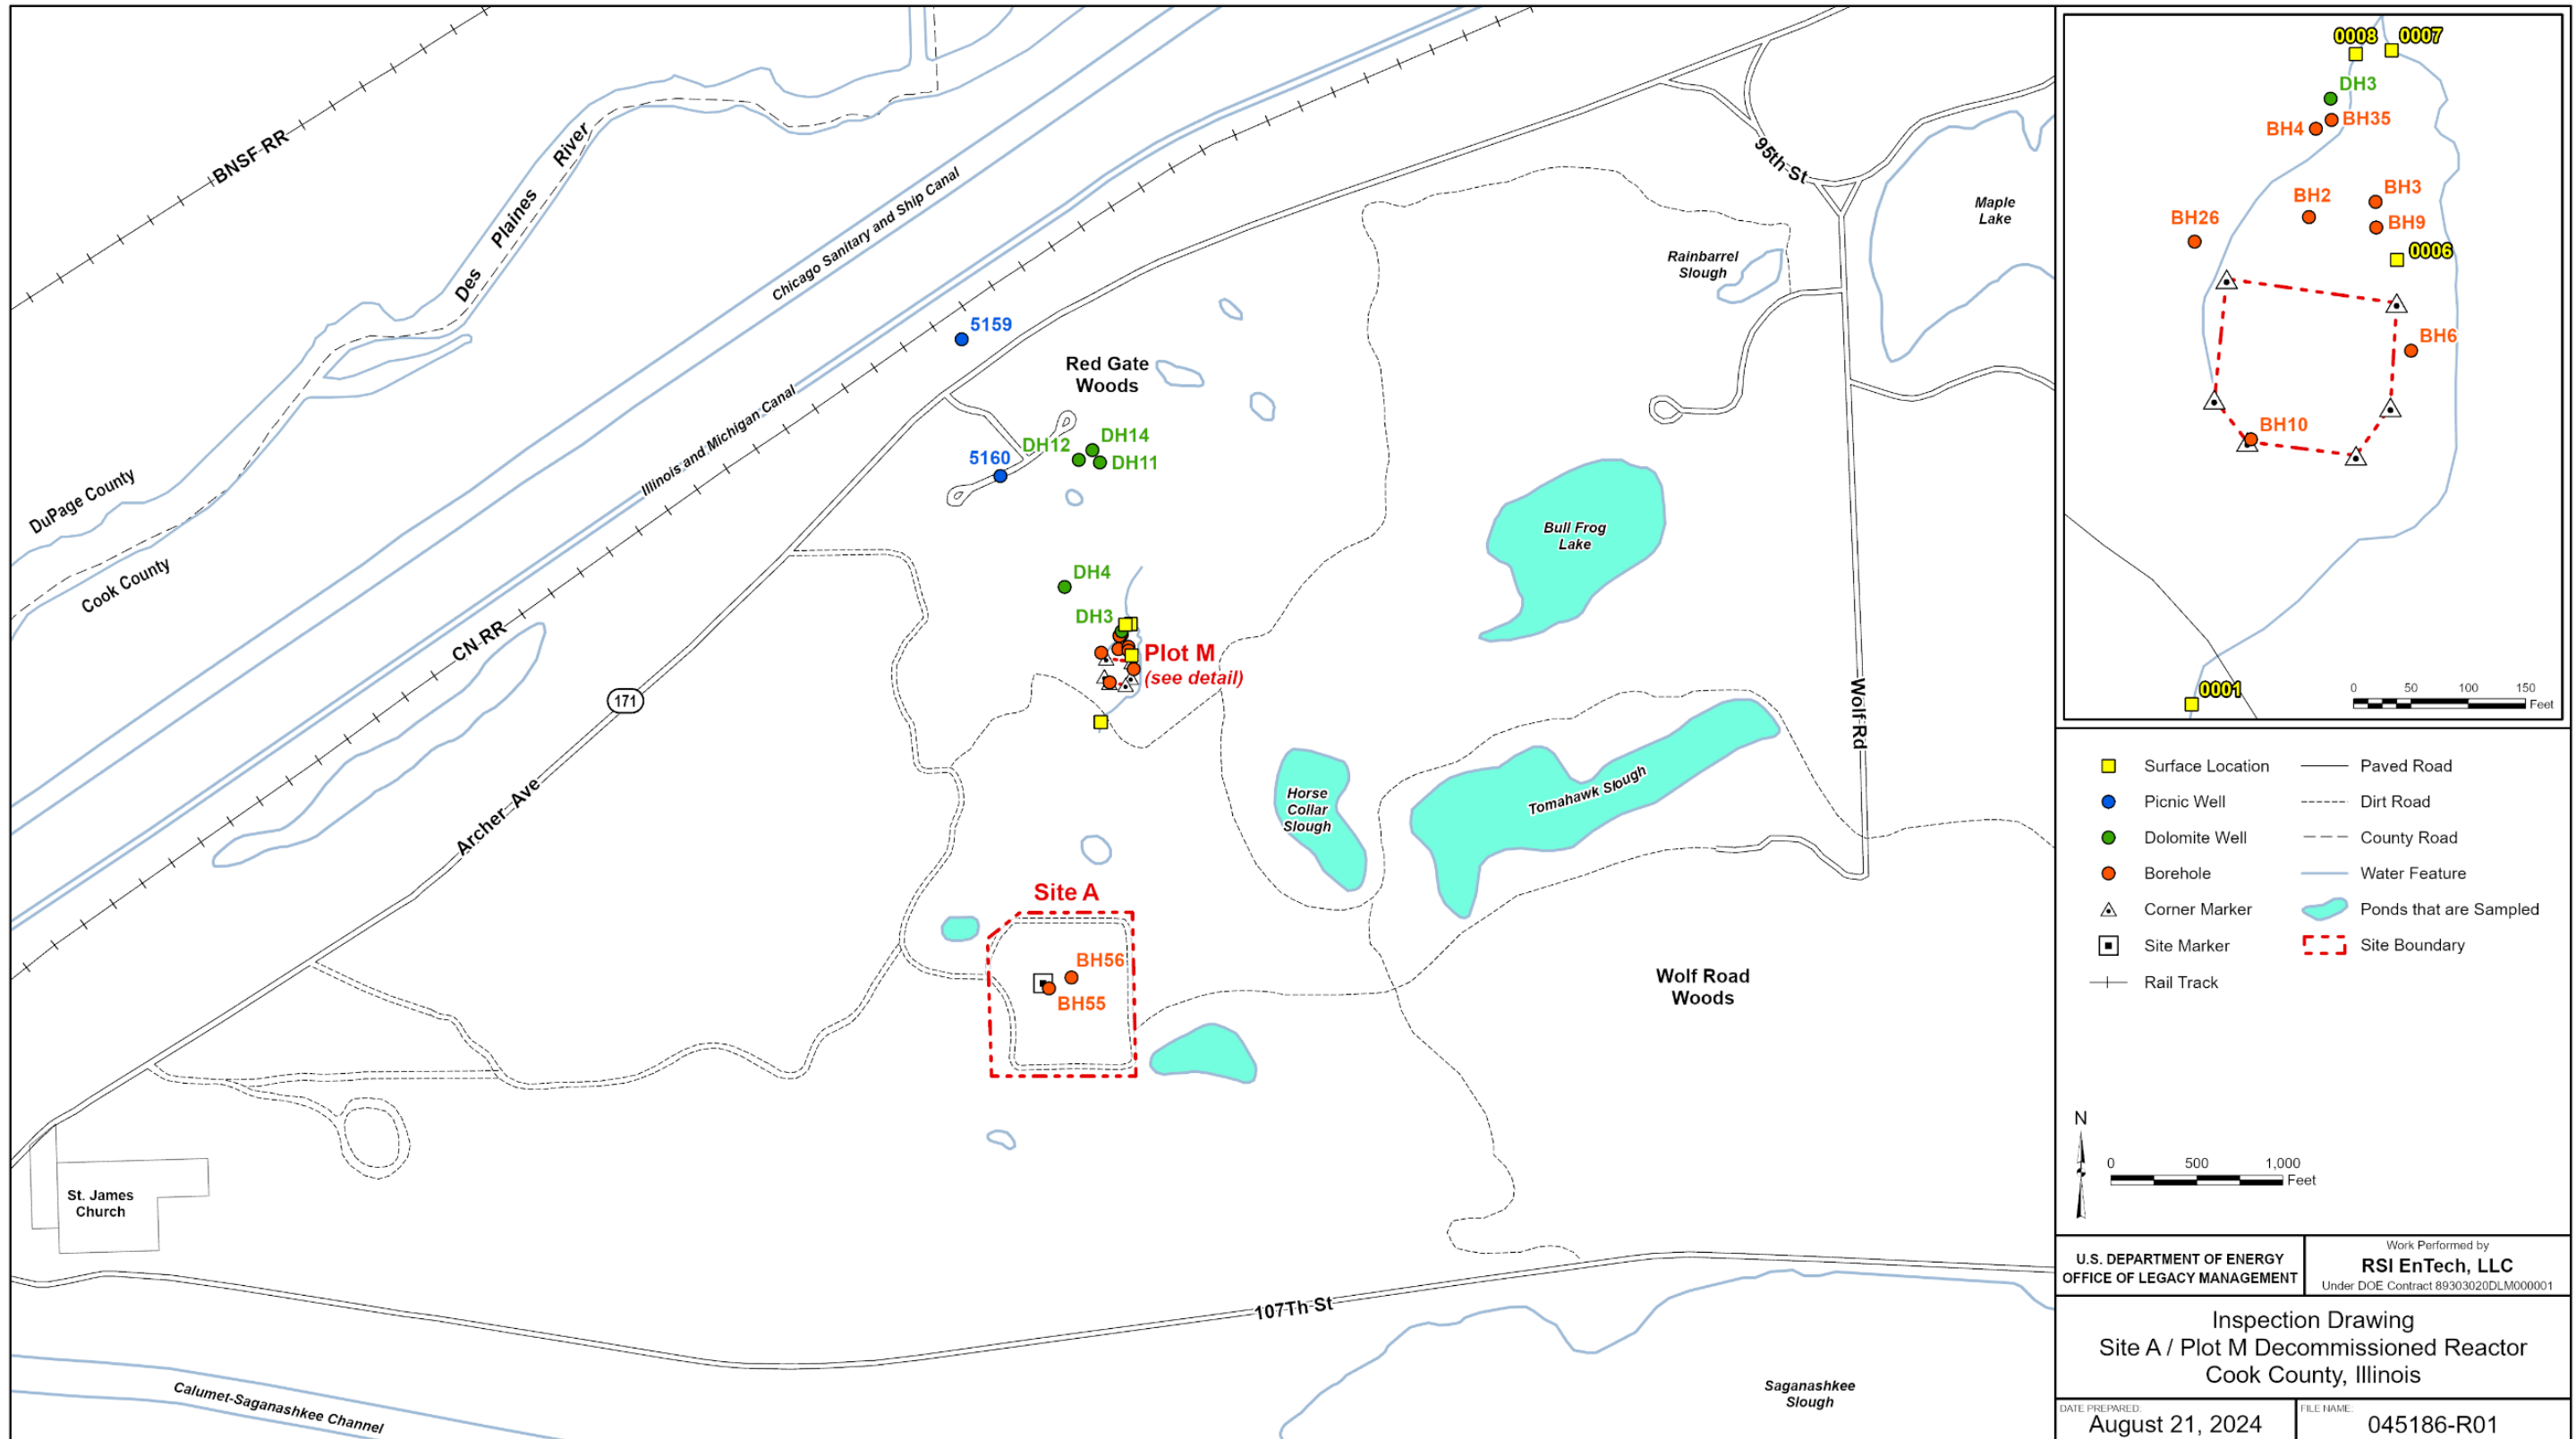 BNSF RR
Des Plaines River
Chicago Sanitary and Ship Canal
Illinois and Michigan Canal
DuPage County
Cook County
CN RR
171
Archer Ave
95th St
Maple
Lake
Rainbarrel
Slough
5159
Red Gate
Woods
DH14
DH12
DH11
5160
Bull Frog
Lake
DH4
DH3
Plot M
(see detail)
Wolf Rd
Horse
Collar
Slough
Tomahawk Slough
Site A
BH56
BH55
Wolf Road
Woods
St. James
Church
107Th St
Calumet-Saganashkee Channel
Saganashkee
Slough
0008
0007
DH3
BH35
BH4
BH3
BH2
BH26
BH9
0006
BH6
BH10
0001
0 50 100 150
Feet
Surface Location
Picnic Well
Dolomite Well
Borehole
Corner Marker
Site Marker
Rail Track
Paved Road
Dirt Road
County Road
Water Feature
Ponds that are Sampled
Site Boundary
N
0 500 1,000
Feet
U.S. DEPARTMENT OF ENERGY
OFFICE OF LEGACY MANAGEMENT
Work Performed by
RSI EnTech, LLC
Under DOE Contract 89303020DLM000001
Inspection Drawing
Site A / Plot M Decommissioned Reactor
Cook County, Illinois
DATE PREPARED:
August 21, 2024
FILE NAME:
045186-R01